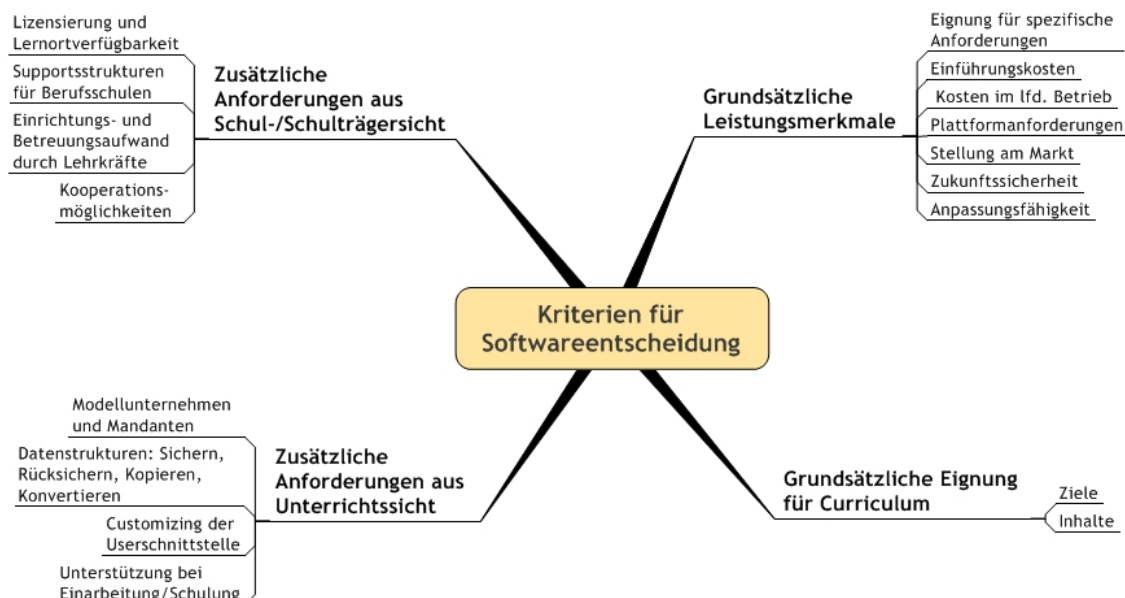 Lizensierung und
Lernortverfügbarkeit
Supportsstrukturen
für Berufsschulen
Einrichtungs- und
Betreuungsaufwand
durch Lehrkräfte
Kooperations-
möglichkeiten
Zusätzliche
Anforderungen aus
Schul-/Schulträgersicht
Grundsätzliche
Leistungsmerkmale
Eignung für spezifische
Anforderungen
Einführungskosten
Kosten im lfd. Betrieb
Plattformanforderungen
Stellung am Markt
Zukunftssicherheit
Anpassungsfähigkeit
Kriterien für
Softwareentscheidung
Modellunternehmen
und Mandanten
Datenstrukturen: Sichern,
Rücksichern, Kopieren,
Konvertieren
Customizing der
Userschnittstelle
Unterstützung bei
Einarbeitung/Schulung
Zusätzliche
Anforderungen aus
Unterrichtssicht
Grundsätzliche Eignung
für Curriculum
Ziele
Inhalte